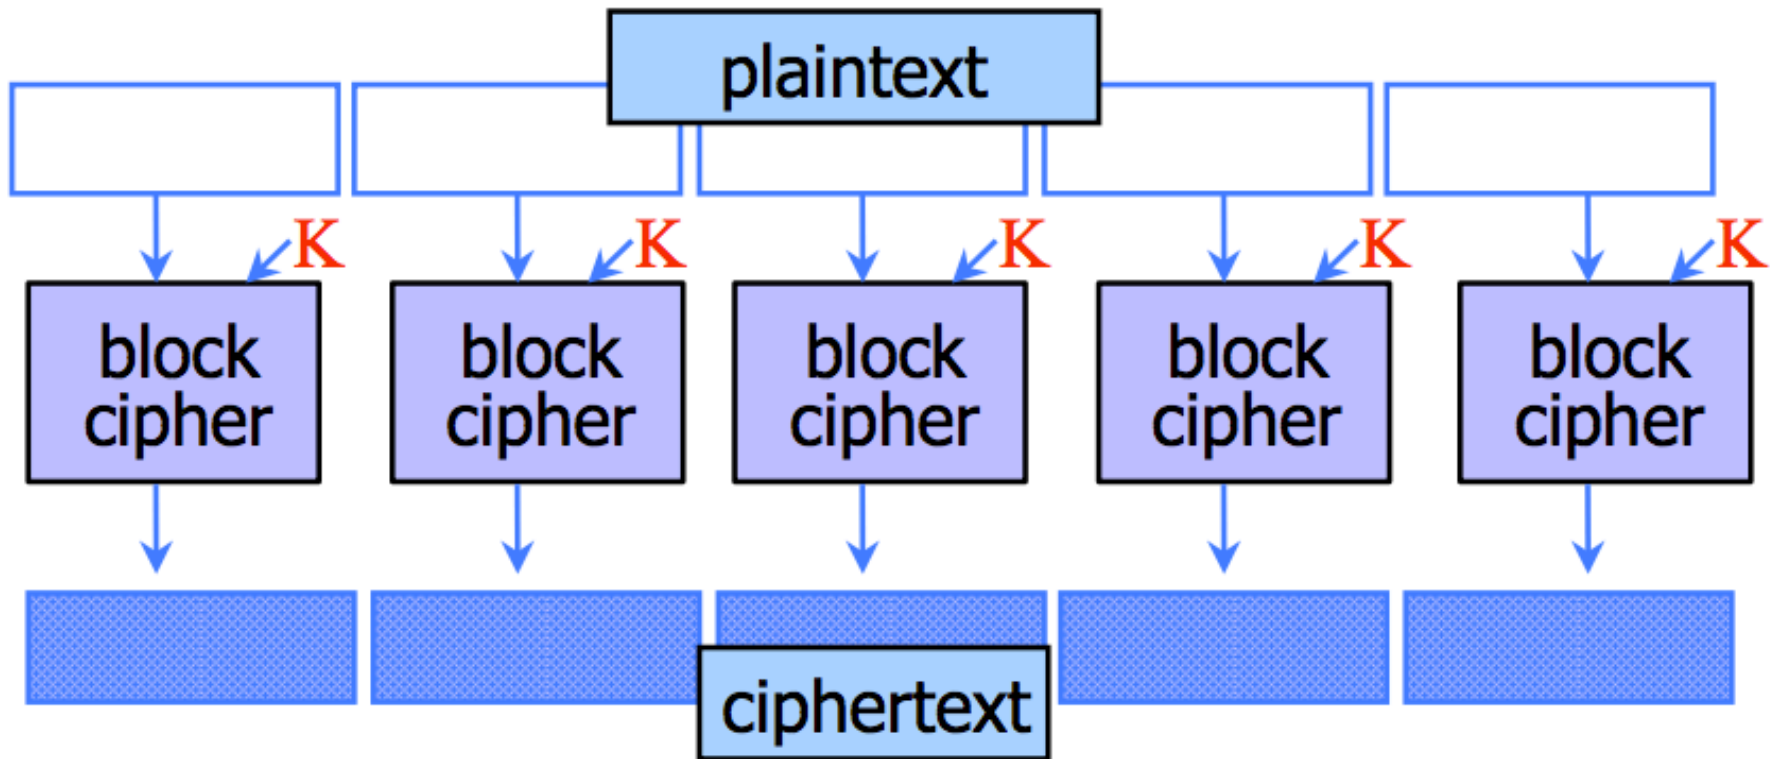 plaintext
K
K
K
K
K
block
cipher
block
cipher
block
cipher
block
cipher
block
cipher
ciphertext